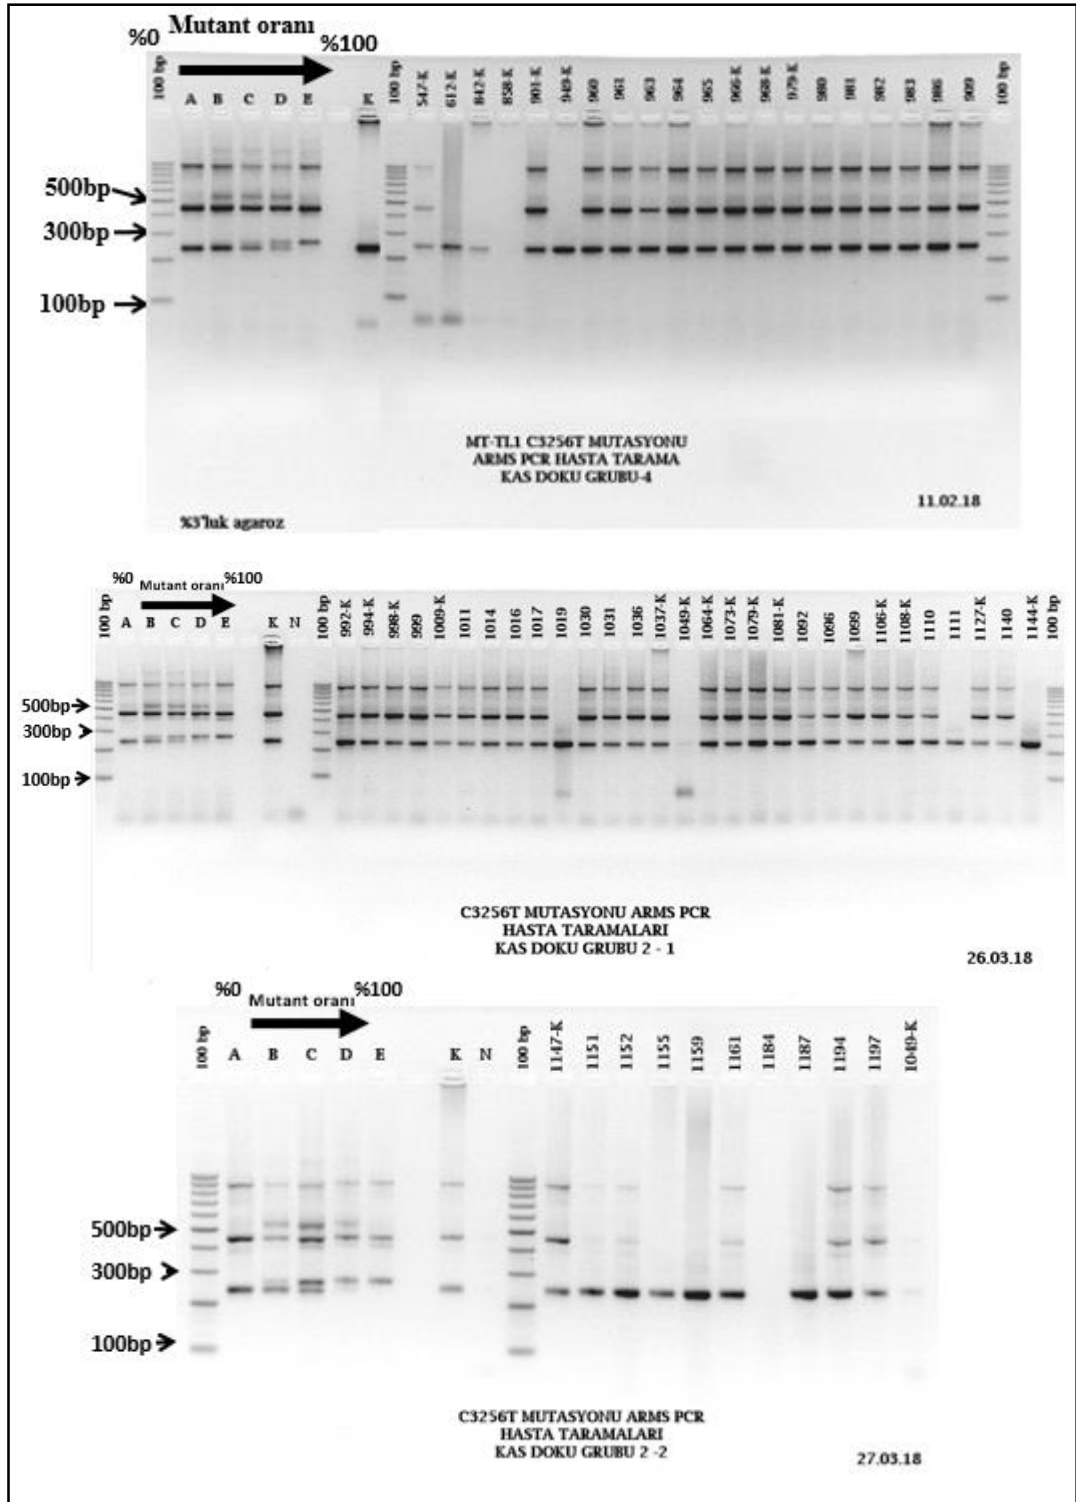 Mutant oranı
%0 %100
100 bp A B C D E K 100 bp 547-K 612-K 842-K 858-K 901-K 949-K 960 961 963 964 965 966-K 968-K 979-K 980 981 982 983 986 909 100 bp
500bp
300bp
100bp
MT-TL1 C3256T MUTASYONU
ARMS PCR HASTA TARAMA
KAS DOKU GRUBU-4
11.02.18
%3'luk agaroz
%0 Mutant oranı %100
100 bp A B C D E K N 100 bp 992-K 994-K 998-K 999 1009-K 1011 1014 1016 1017 1019 1030 1031 1036 1037-K 1049-K 1064-K 1073-K 1079-K 1081-K 1092 1096 1099 1106-K 1108-K 1110 1111 1127-K 1140 1144-K 100 bp
500bp
300bp
100bp
C3256T MUTASYONU ARMS PCR
HASTA TARAMALARI
KAS DOKU GRUBU 2 - 1
26.03.18
%0 Mutant oranı %100
100 bp A B C D E K N 100 bp 1147-K 1151 1152 1155 1159 1161 1184 1187 1194 1197 1049-K
500bp
300bp
100bp
C3256T MUTASYONU ARMS PCR
HASTA TARAMALARI
KAS DOKU GRUBU 2 -2
27.03.18